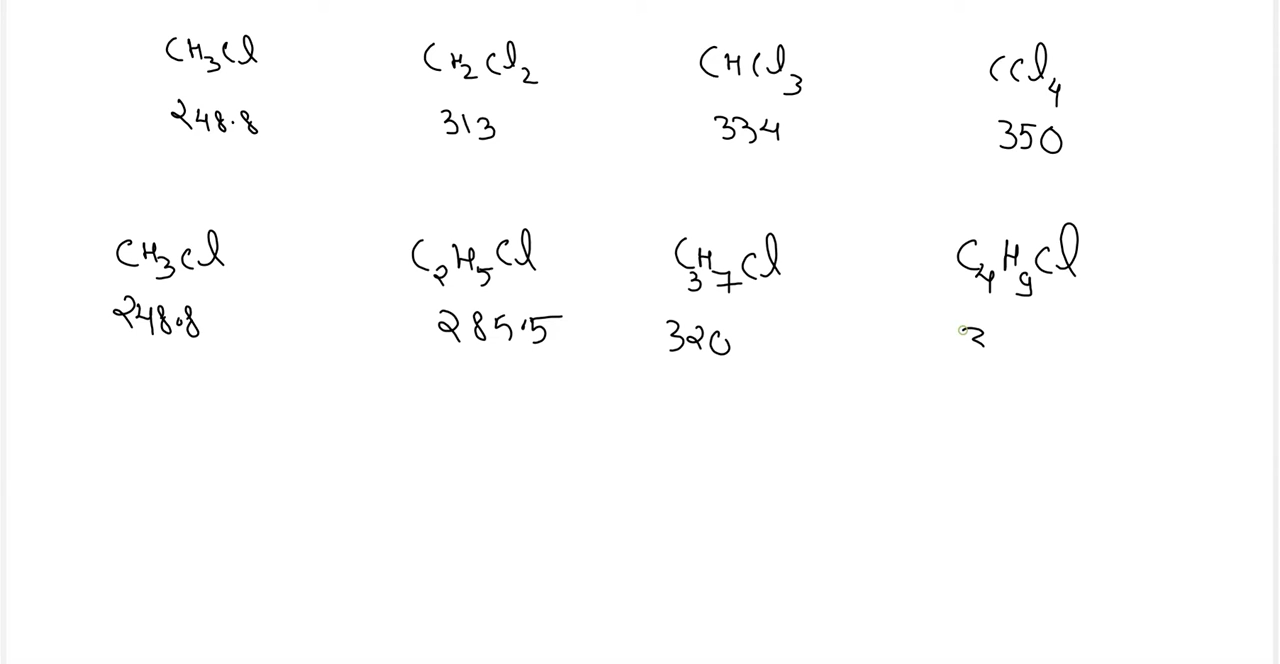 CH₃Cl CH₂Cl₂ CHCl₃ CCl₄
248.8 313 334 350
CH₃Cl C₂H₅Cl C₃H₇Cl C₄H₉Cl
248.8 285.5 320